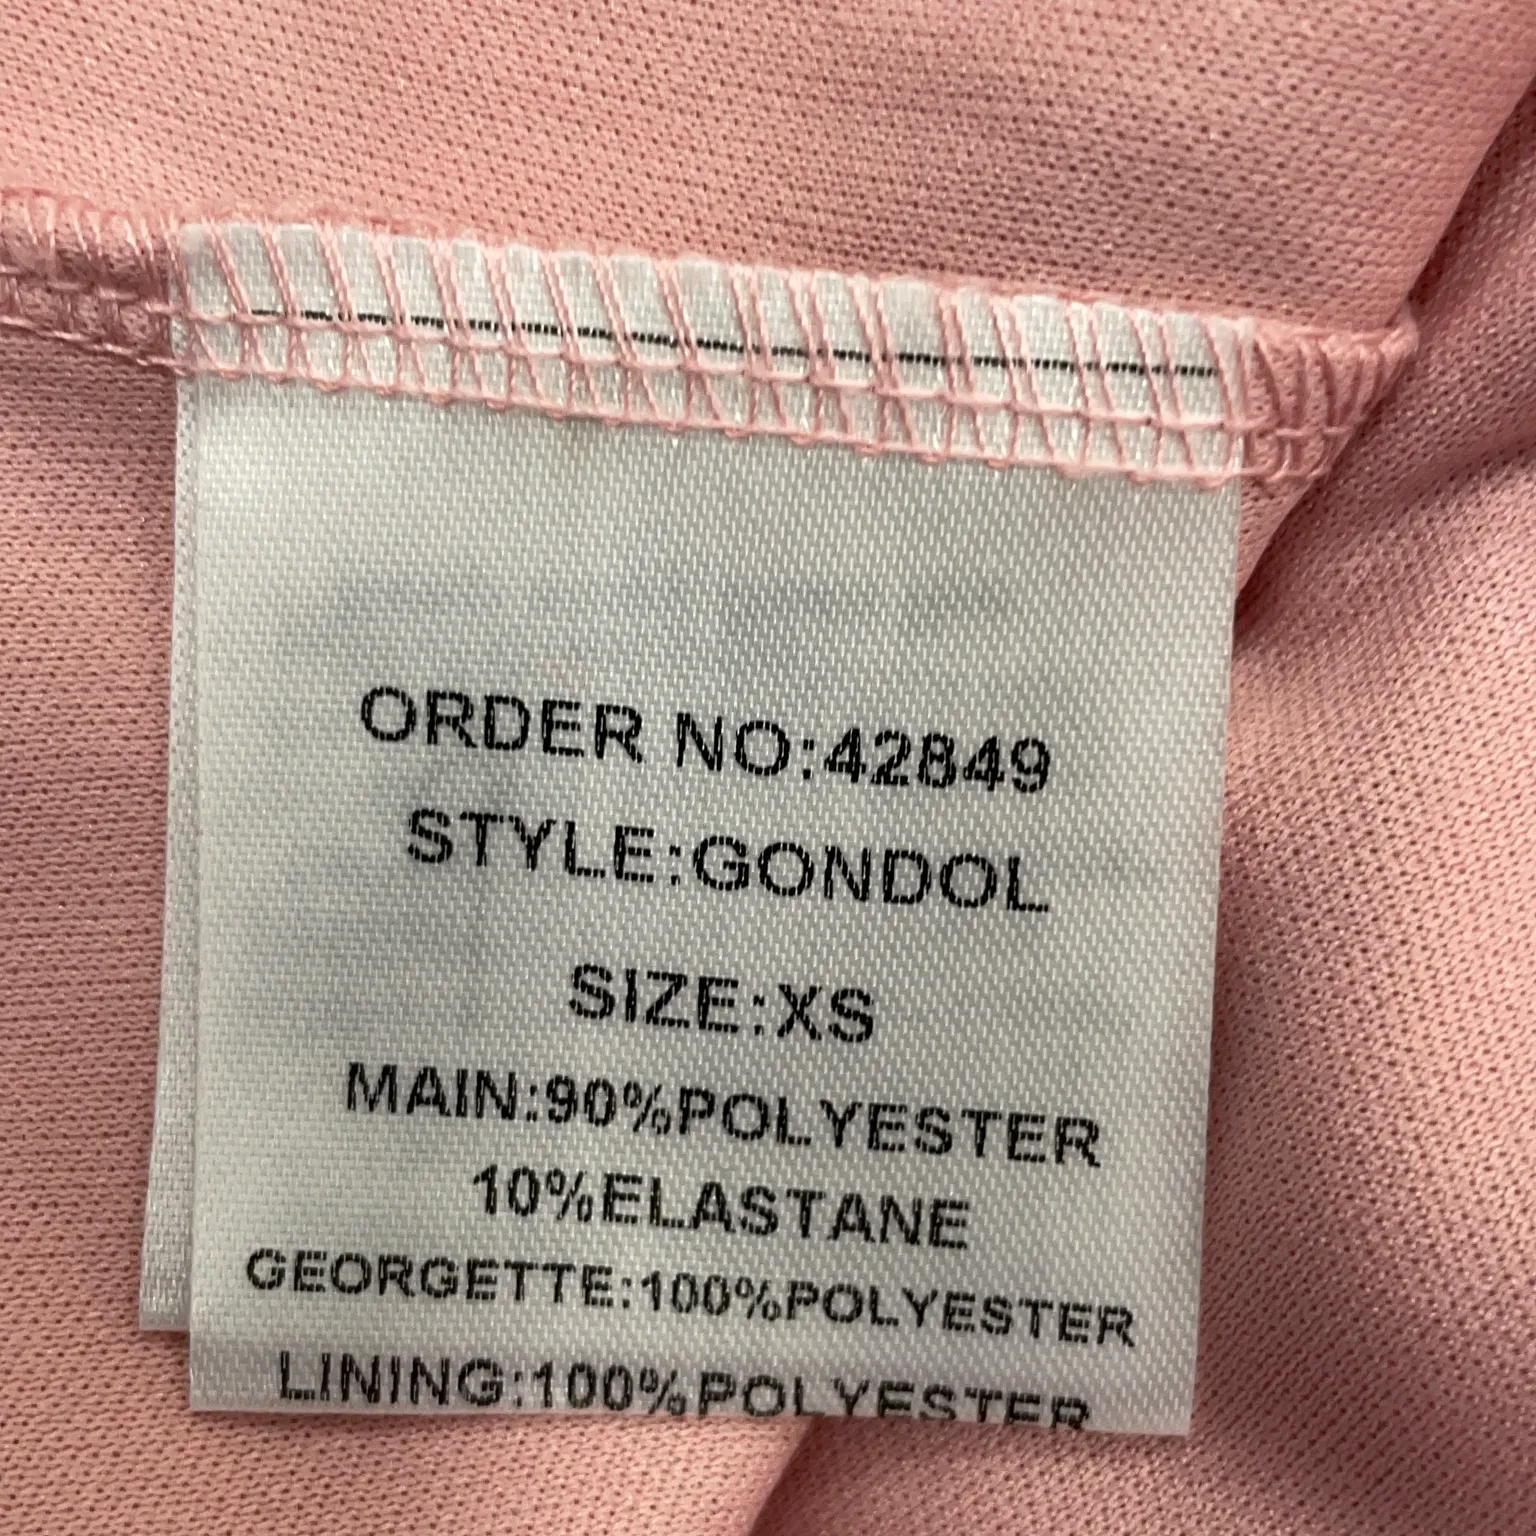 ORDER NO:42849
STYLE:GONDOL
SIZE:XS
MAIN:90%POLYESTER
10%ELASTANE
GEORGETTE:100%POLYESTER
LINING:100%POLYESTER